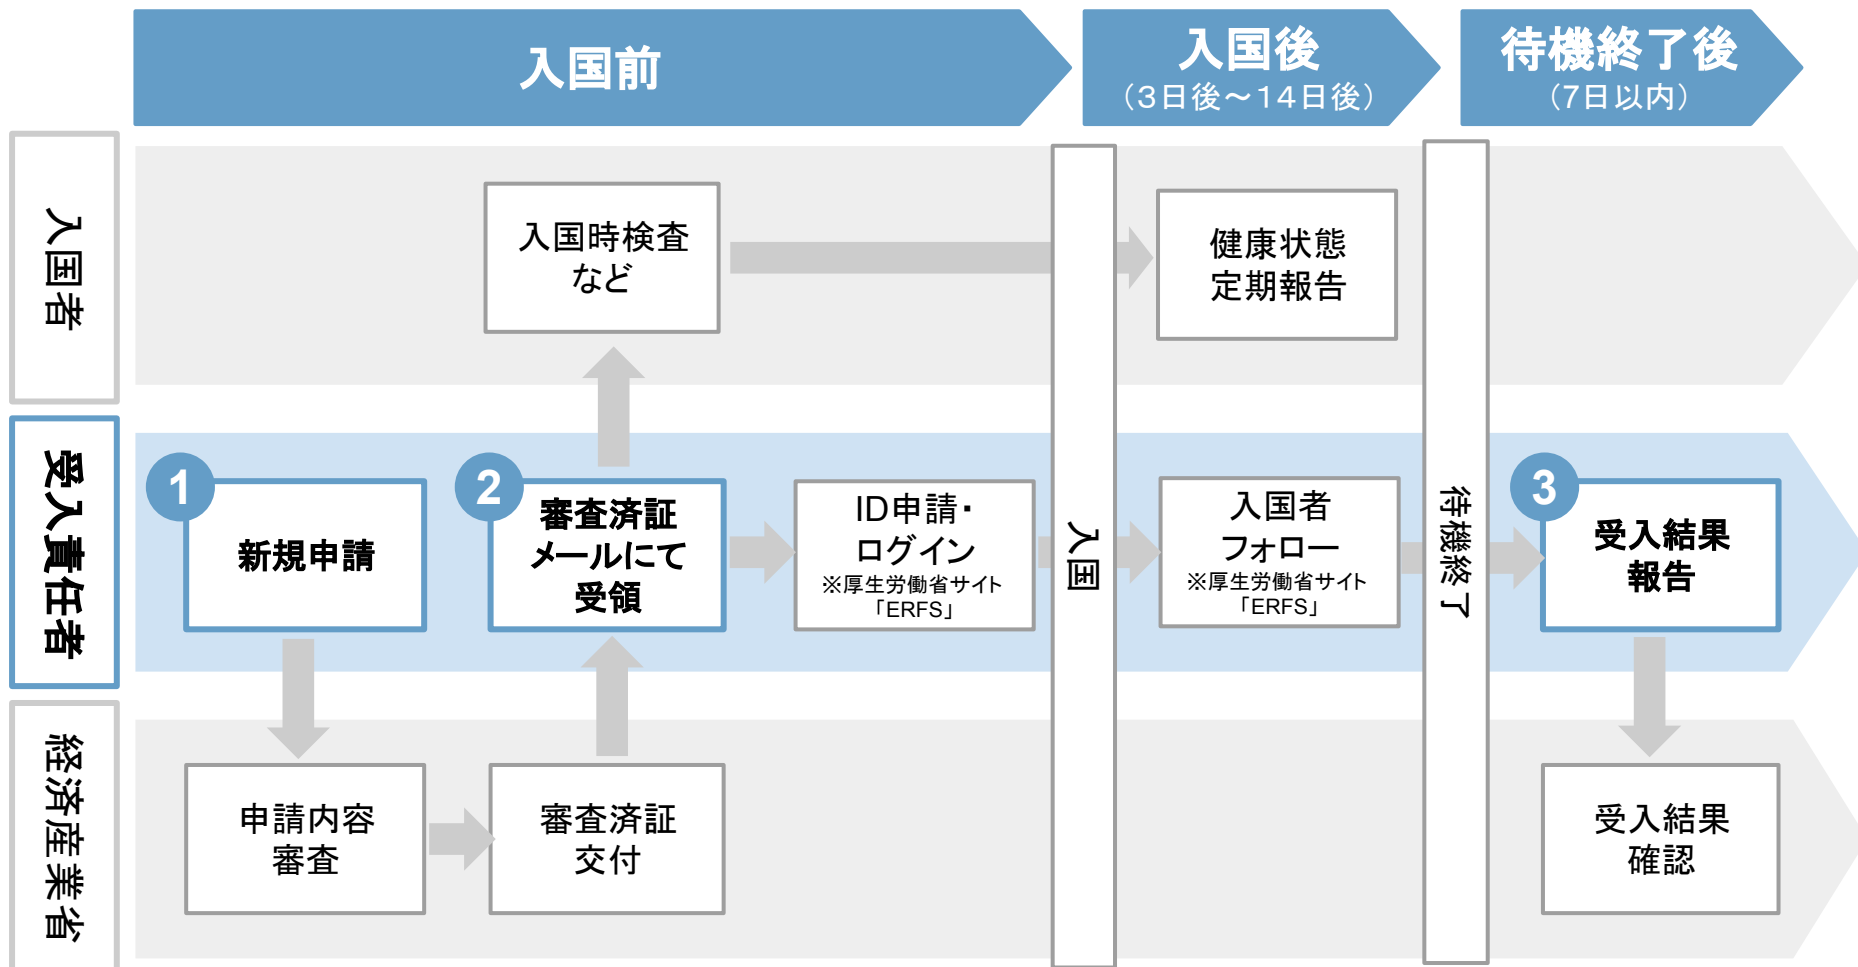 入国前
入国後
（３日後～１４日後）
待機終了後
（７日以内）
入国者
入国時検査
など
健康状態
定期報告
受入責任者
1
新規申請
2
審査済証
メールにて
受領
ID申請・
ログイン
※厚生労働省サイト
「ERFS」
入国
入国者
フォロー
※厚生労働省サイト
「ERFS」
待機終了
3
受入結果
報告
経済産業省
申請内容
審査
審査済証
交付
受入結果
確認